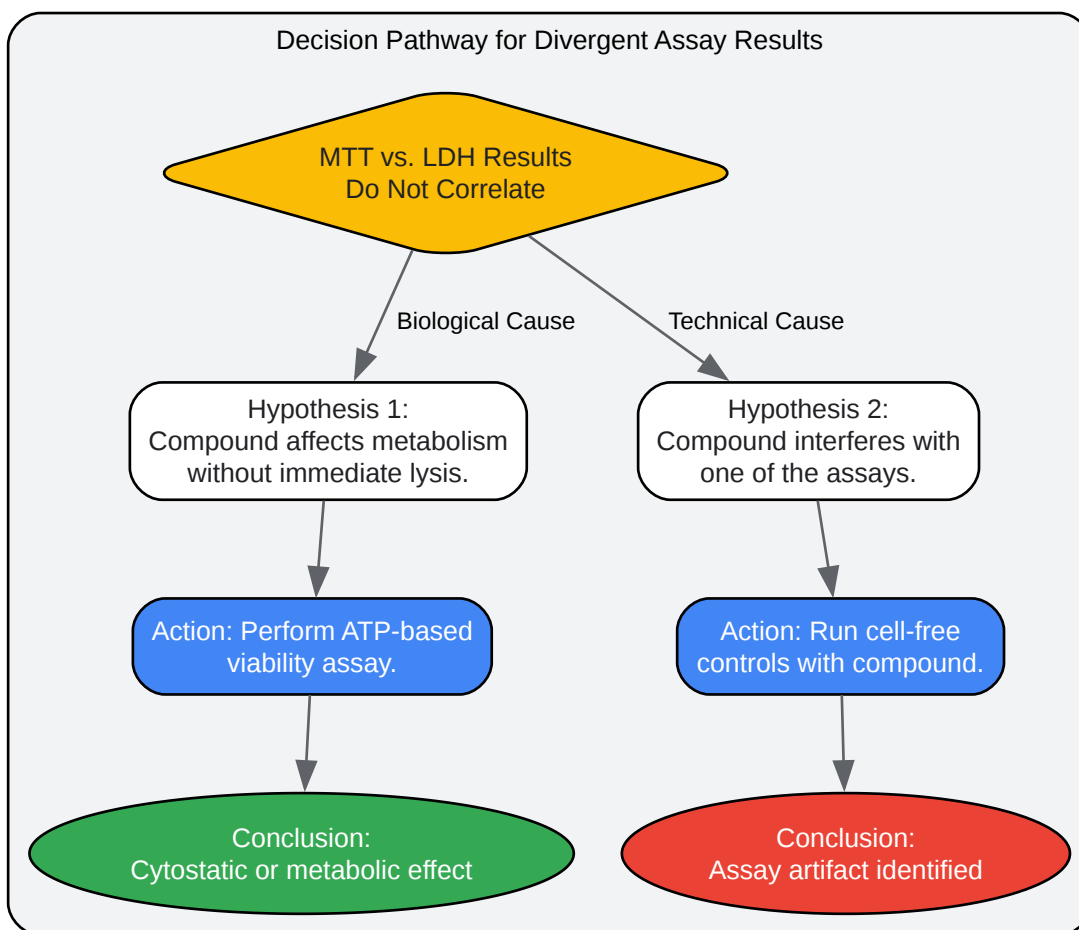 Decision Pathway for Divergent Assay Results
MTT vs. LDH Results
Do Not Correlate
Biological Cause
Technical Cause
Hypothesis 1:
Compound affects metabolism
without immediate lysis.
Hypothesis 2:
Compound interferes with
one of the assays.
Action: Perform ATP-based
viability assay.
Action: Run cell-free
controls with compound.
Conclusion:
Cytostatic or metabolic effect
Conclusion:
Assay artifact identified